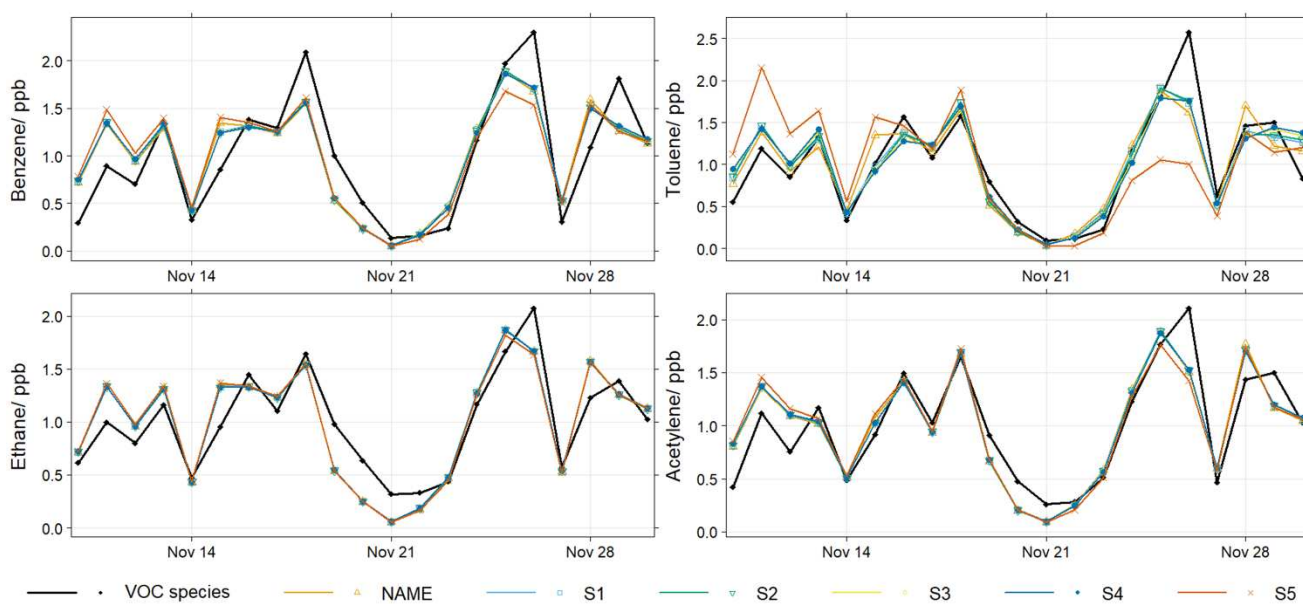 Benzene/ ppb
2.0
1.5
1.0
0.5
0.0
Nov 14 Nov 21 Nov 28
Toluene/ ppb
2.5
2.0
1.5
1.0
0.5
0.0
Nov 14 Nov 21 Nov 28
Ethane/ ppb
2.0
1.5
1.0
0.5
0.0
Nov 14 Nov 21 Nov 28
Acetylene/ ppb
2.0
1.5
1.0
0.5
0.0
Nov 14 Nov 21 Nov 28
VOC species NAME S1 S2 S3 S4 S5